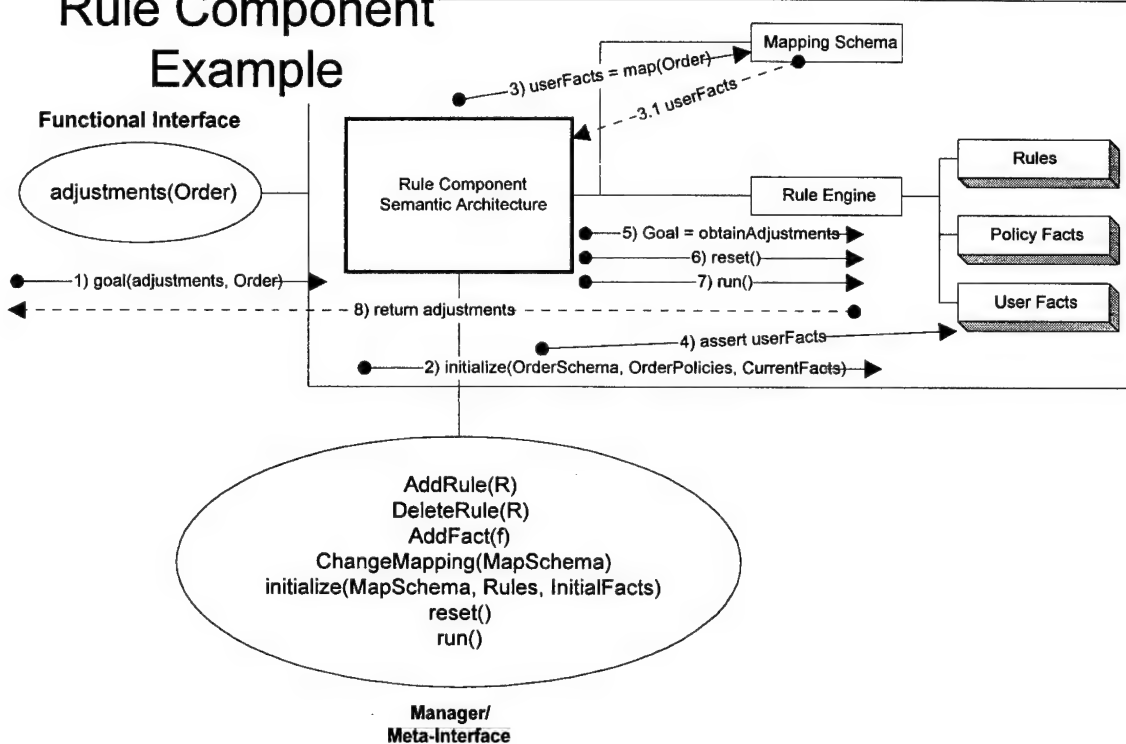 Rule Component
Example
Functional Interface
adjustments(Order)
Mapping Schema
3) userFacts = map(Order)
3.1 userFacts
Rule Component
Semantic Architecture
Rule Engine
Rules
Policy Facts
User Facts
5) Goal = obtainAdjustments
6) reset()
7) run()
1) goal(adjustments, Order)
8) return adjustments
4) assert userFacts
2) initialize(OrderSchema, OrderPolicies, CurrentFacts)
AddRule(R)
DeleteRule(R)
AddFact(f)
ChangeMapping(MapSchema)
initialize(MapSchema, Rules, InitialFacts)
reset()
run()
Manager/
Meta-Interface